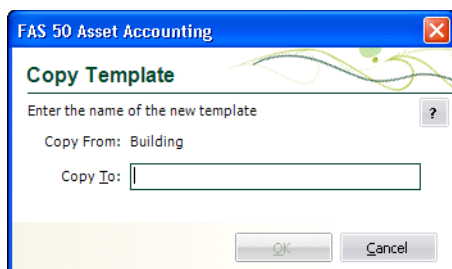 FAS 50 Asset Accounting
Copy Template
Enter the name of the new template
?
Copy From: Building
Copy To:
OK
Cancel